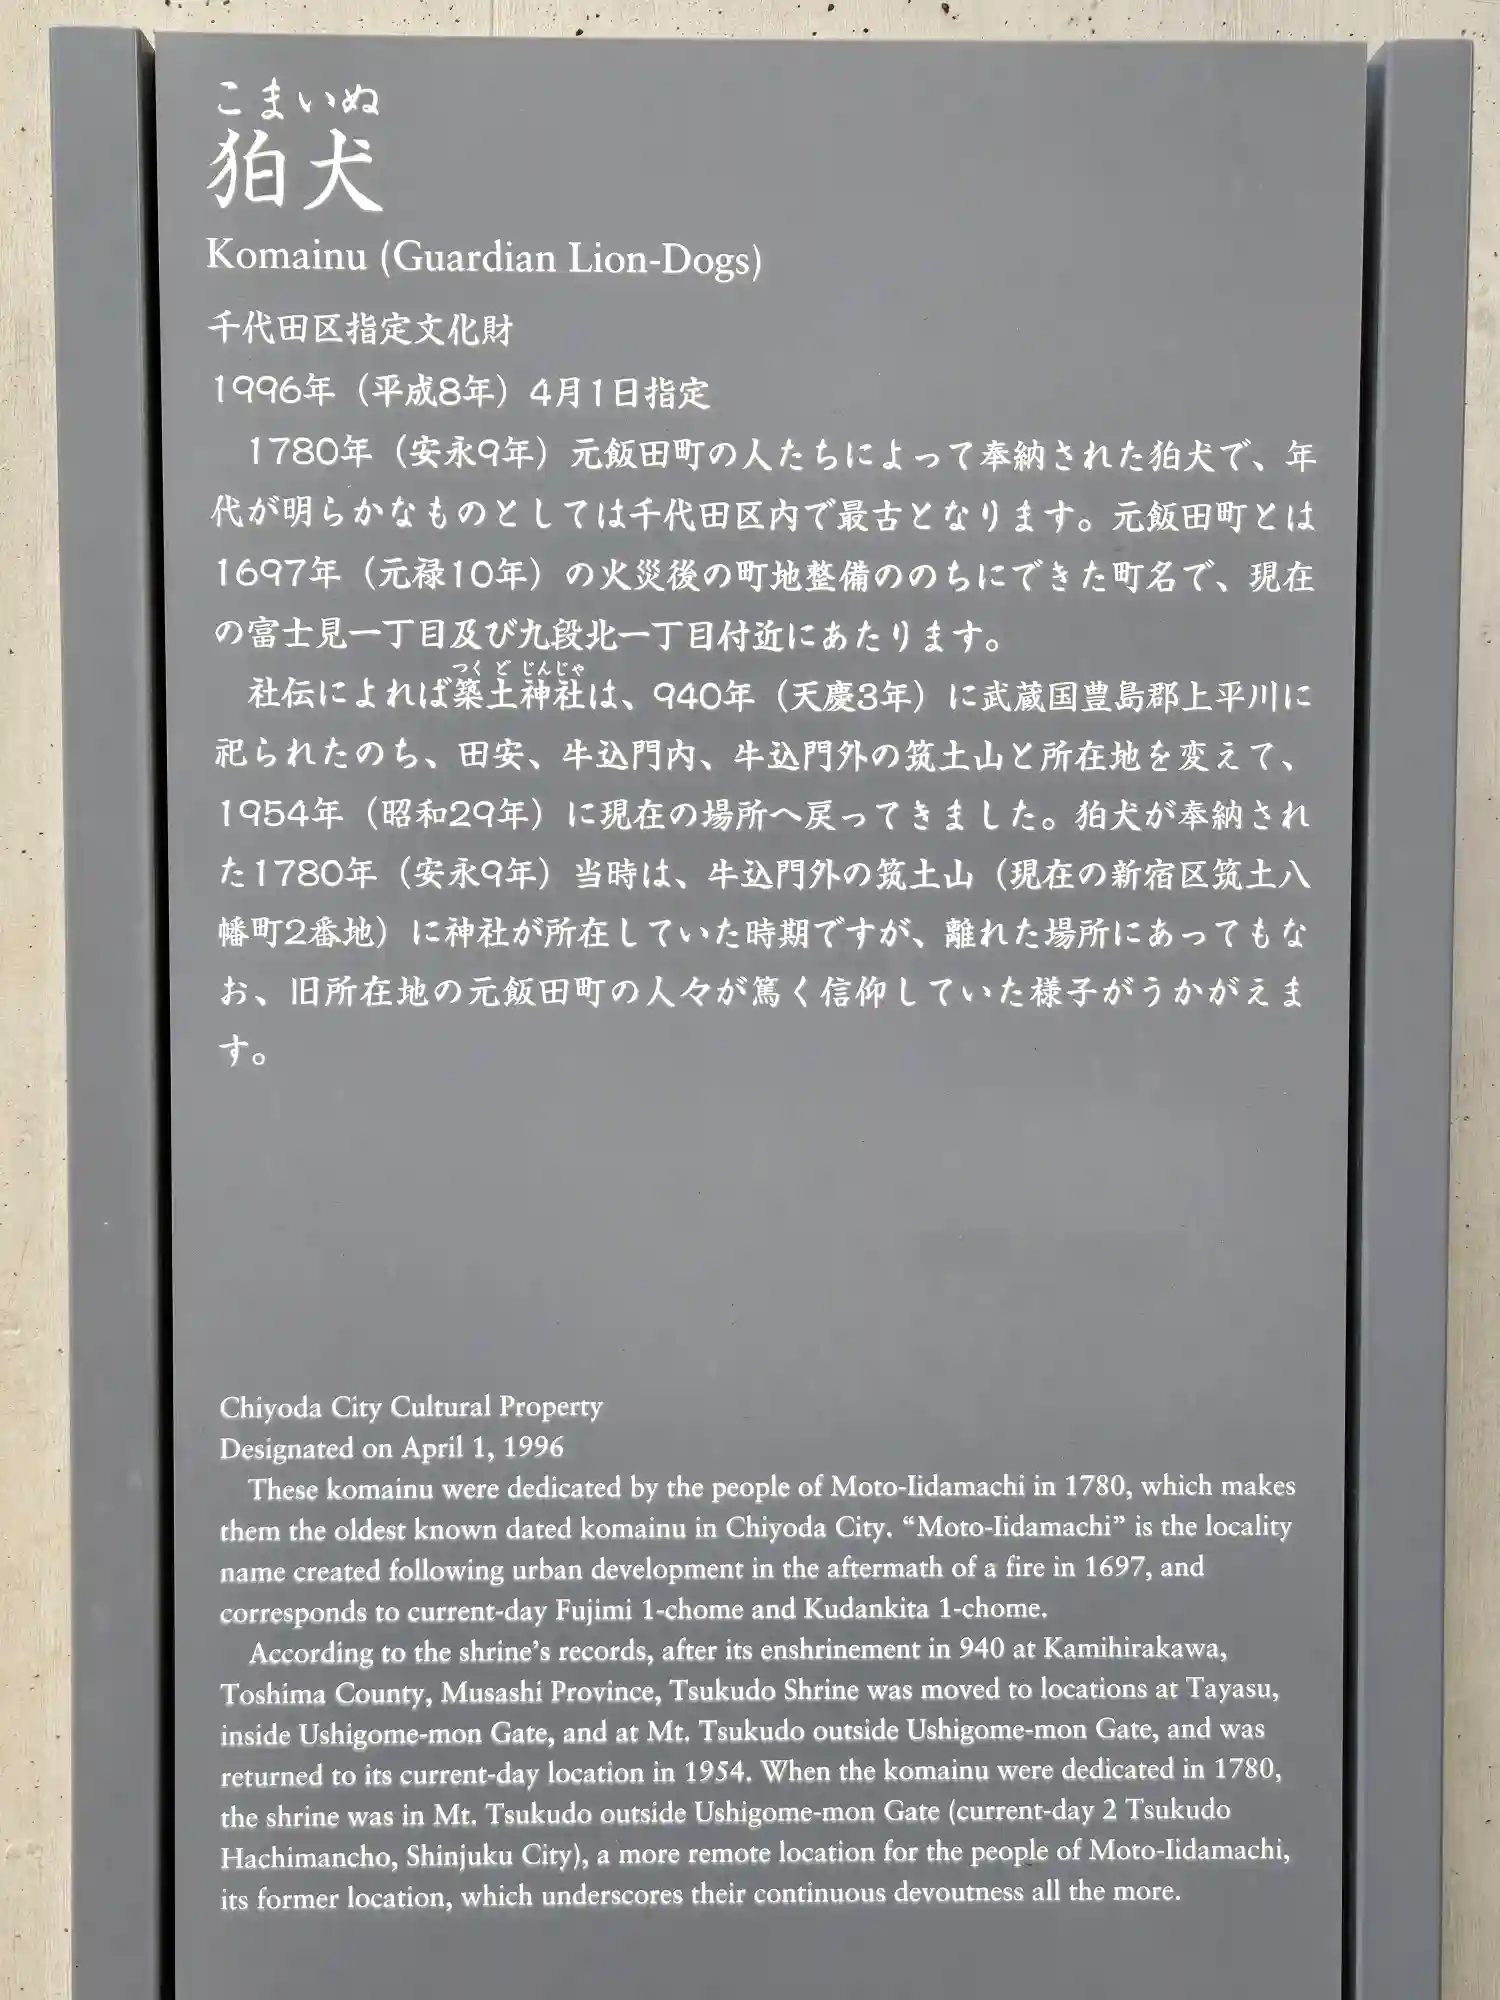 こまいぬ
狛犬
Komainu (Guardian Lion-Dogs)
千代田区指定文化財
1996年（平成8年）4月1日指定
1780年（安永9年）元飯田町の人たちによって奉納された狛犬で、年
代が明らかなものとしては千代田区内で最古となります。元飯田町とは
1697年（元禄10年）の火災後の町地整備ののちにできた町名で、現在
の富士見一丁目及び九段北一丁目付近にあたります。
つくどじんじゃ
社伝によれば築土神社は、940年（天慶3年）に武蔵国豊島郡上平川に
祀られたのち、田安、牛込門内、牛込門外の筑土山と所在地を変えて、
1954年（昭和29年）に現在の場所へ戻ってきました。狛犬が奉納され
た1780年（安永9年）当時は、牛込門外の筑土山（現在の新宿区筑土八
幡町2番地）に神社が所在していた時期ですが、離れた場所にあってもな
お、旧所在地の元飯田町の人々が篤く信仰していた様子がうかがえま
す。
Chiyoda City Cultural Property
Designated on April 1, 1996
These komainu were dedicated by the people of Moto-Iidamachi in 1780, which makes
them the oldest known dated komainu in Chiyoda City. “Moto-Iidamachi” is the locality
name created following urban development in the aftermath of a fire in 1697, and
corresponds to current-day Fujimi 1-chome and Kudankita 1-chome.
According to the shrine’s records, after its enshrinement in 940 at Kamihirakawa,
Toshima County, Musashi Province, Tsukudo Shrine was moved to locations at Tayasu,
inside Ushigome-mon Gate, and at Mt. Tsukudo outside Ushigome-mon Gate, and was
returned to its current-day location in 1954. When the komainu were dedicated in 1780,
the shrine was in Mt. Tsukudo outside Ushigome-mon Gate (current-day 2 Tsukudo
Hachimancho, Shinjuku City), a more remote location for the people of Moto-Iidamachi,
its former location, which underscores their continuous devoutness all the more.